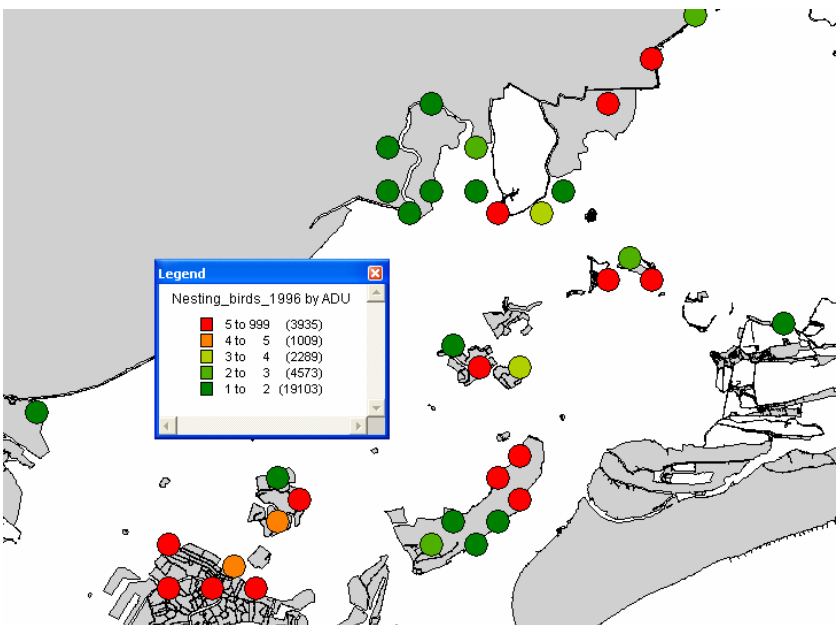 Legend
Nesting_birds_1996 by ADU
5 to 999 (3935)
4 to 5 (1009)
3 to 4 (2289)
2 to 3 (4573)
1 to 2 (19103)